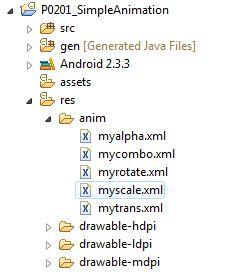 P0201_SimpleAnimation
src
gen [Generated Java Files]
Android 2.3.3
assets
res
anim
myalpha.xml
mycombo.xml
myrotate.xml
myscale.xml
mytrans.xml
drawable-hdpi
drawable-ldpi
drawable-mdpi